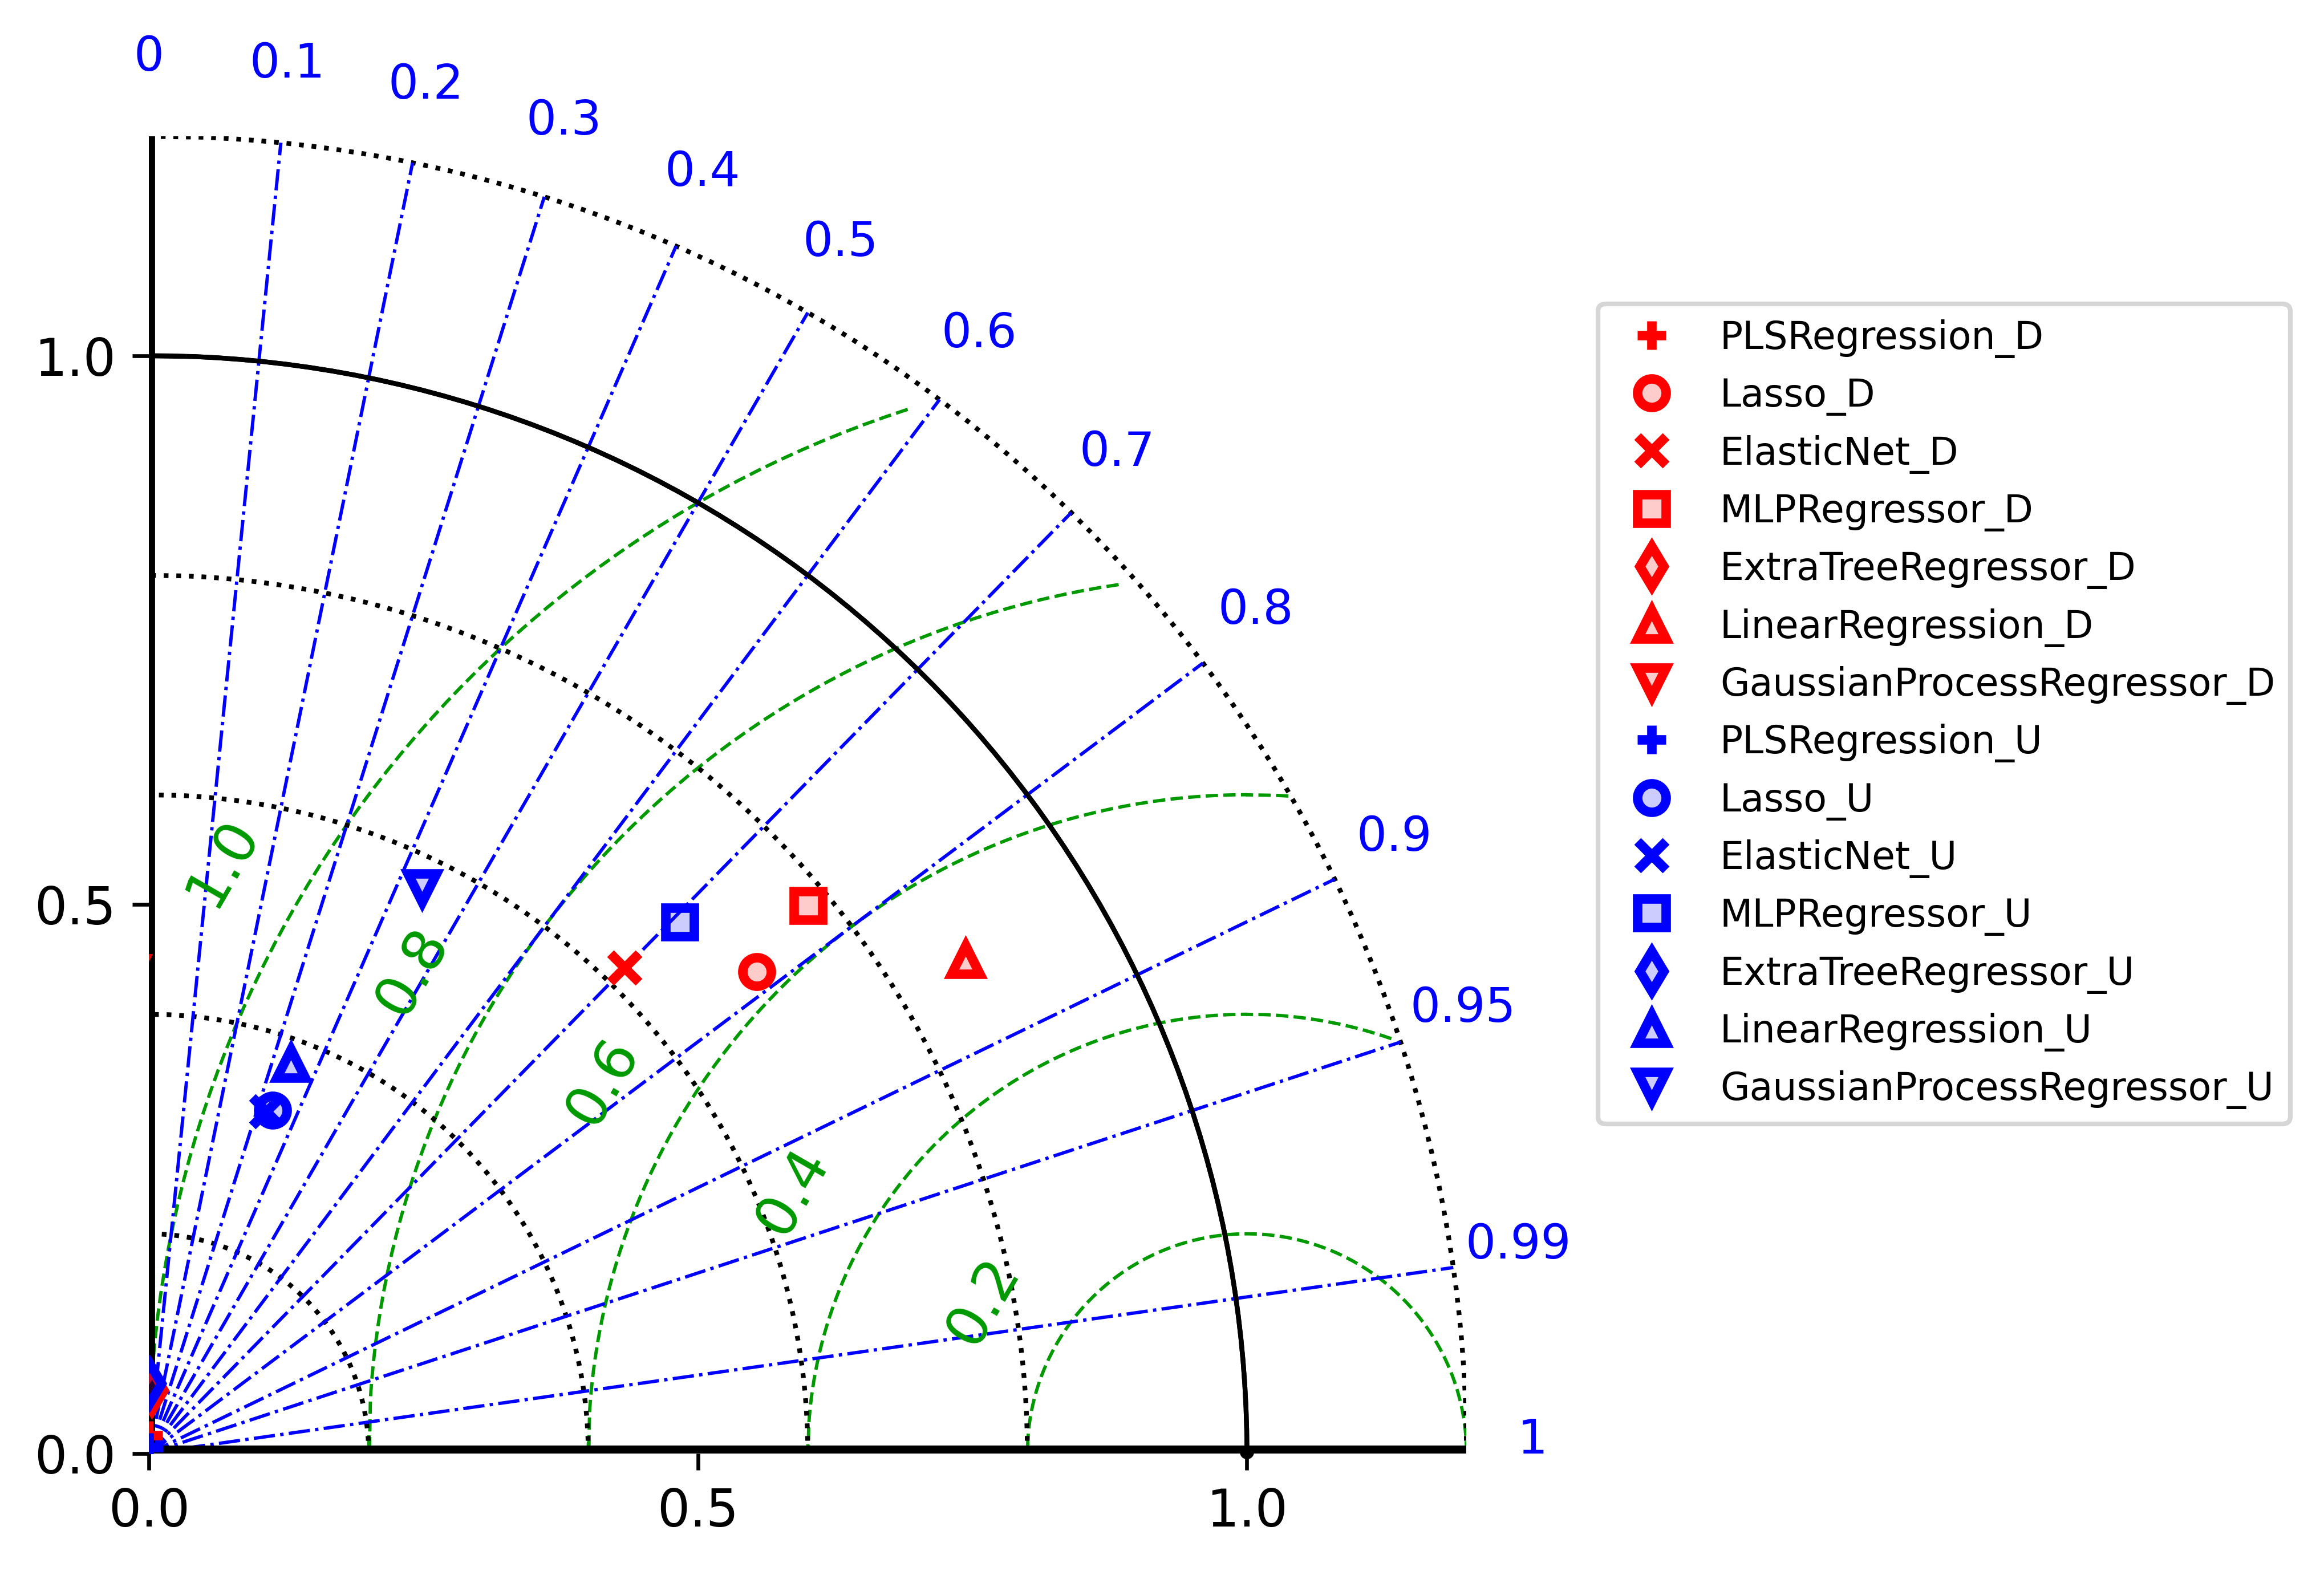 0
0.1
0.2
0.3
0.4
0.5
0.6
0.7
0.8
0.9
0.95
0.99
1
1.0
0.5
0.0
0.0
0.5
1.0
1.0
0.8
0.6
0.4
0.2
PLSRegression_D
Lasso_D
ElasticNet_D
MLPRegressor_D
ExtraTreeRegressor_D
LinearRegression_D
GaussianProcessRegressor_D
PLSRegression_U
Lasso_U
ElasticNet_U
MLPRegressor_U
ExtraTreeRegressor_U
LinearRegression_U
GaussianProcessRegressor_U